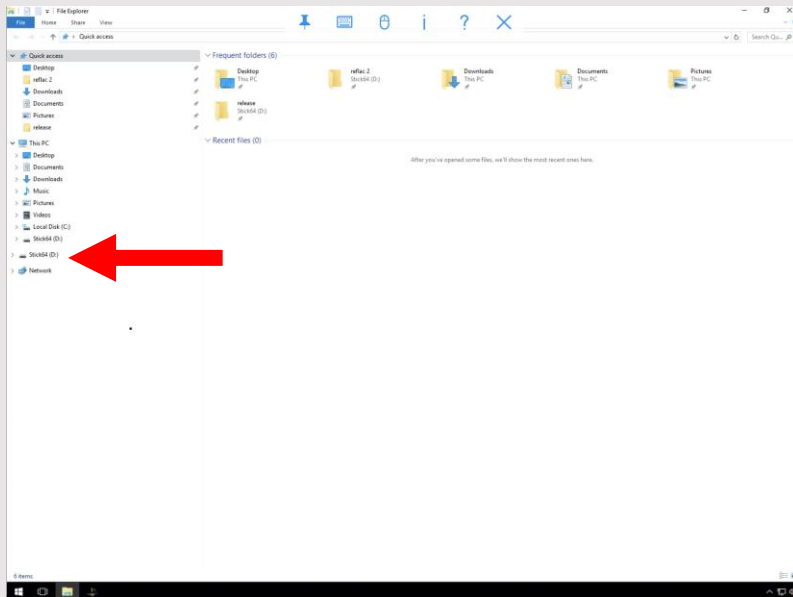 File Explorer
File Home Share View
Quick access
Search Qu...
Quick access
Desktop
reflac 2
Downloads
Documents
Pictures
release
This PC
Desktop
Documents
Downloads
Music
Pictures
Videos
Local Disk (C:)
Stick64 (D:)
Stick64 (D:)
Network
Frequent folders (6)
Desktop
This PC
reflac 2
Stick64 (D:)
Downloads
This PC
Documents
This PC
Pictures
This PC
release
Stick64 (D:)
Recent files (0)
After you've opened some files, we'll show the most recent ones here.
6 items